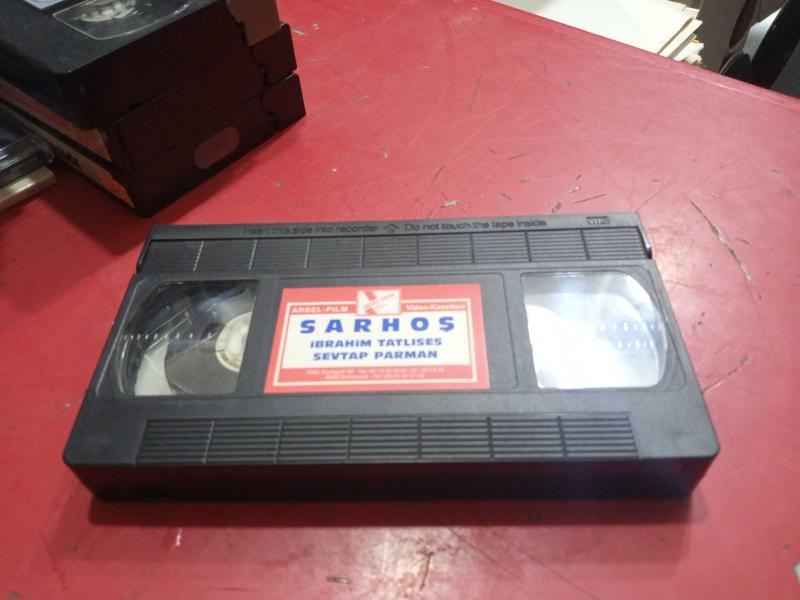 Insert this side into recorder Do not touch the tape inside
VHS
ARSEL-FILM Video-Kasetleri
SARHOŞ
İBRAHİM TATLISES
SEVTAP PARMAN